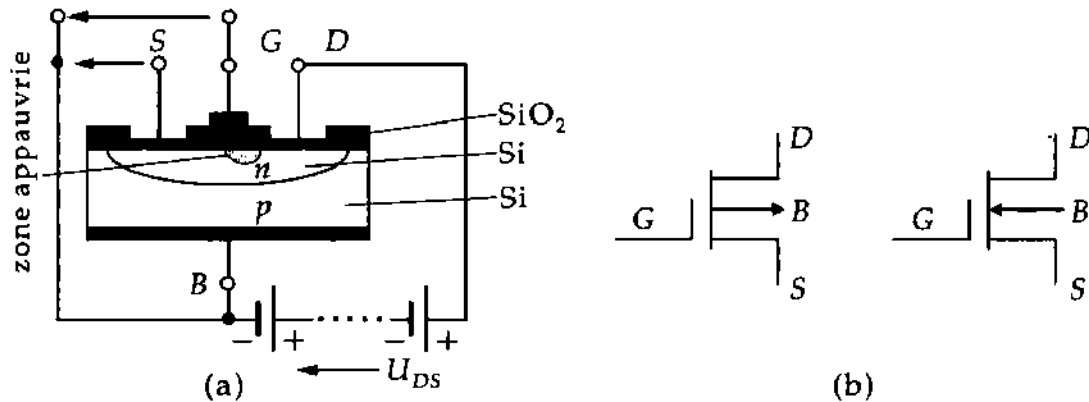 zone appauvrie
S
G
D
SiO₂
Si
n
Si
p
B
− + ...... − +
U_DS
(a)
D
G
B
S
D
G
B
S
(b)